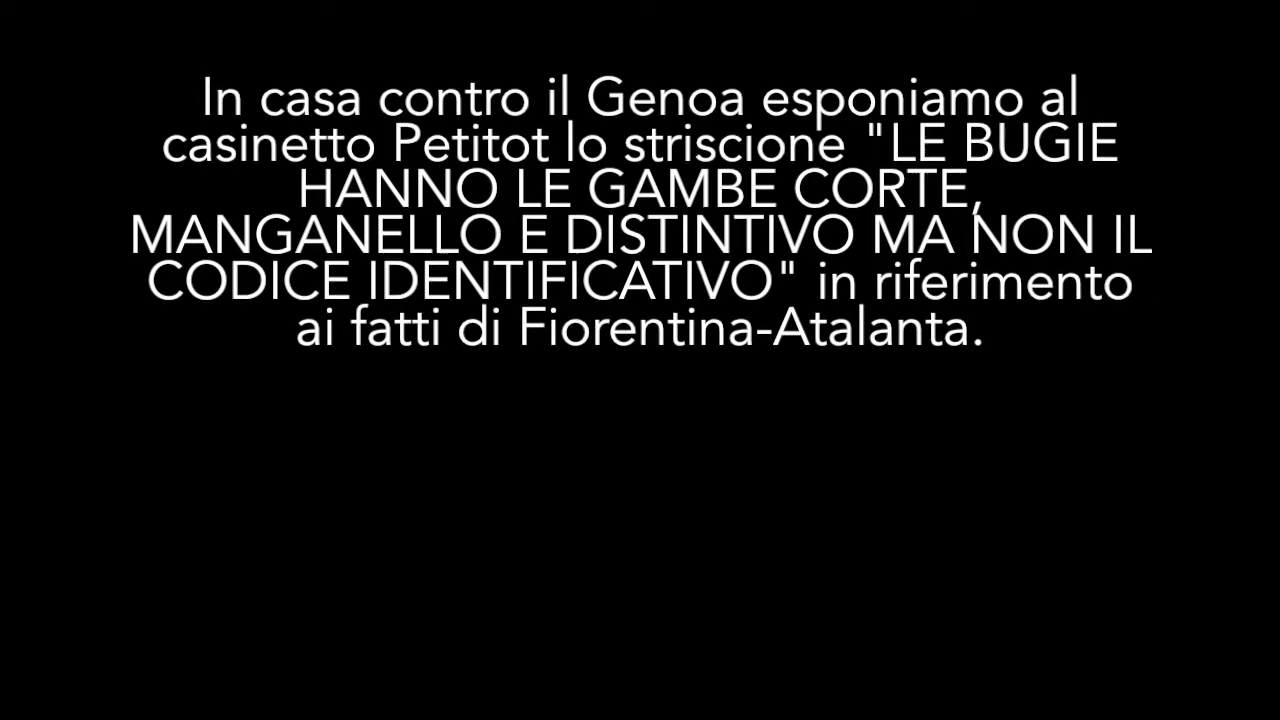 In casa contro il Genoa esponiamo al
casinetto Petitot lo striscione "LE BUGIE
HANNO LE GAMBE CORTE,
MANGANELLO E DISTINTIVO MA NON IL
CODICE IDENTIFICATIVO" in riferimento
ai fatti di Fiorentina-Atalanta.